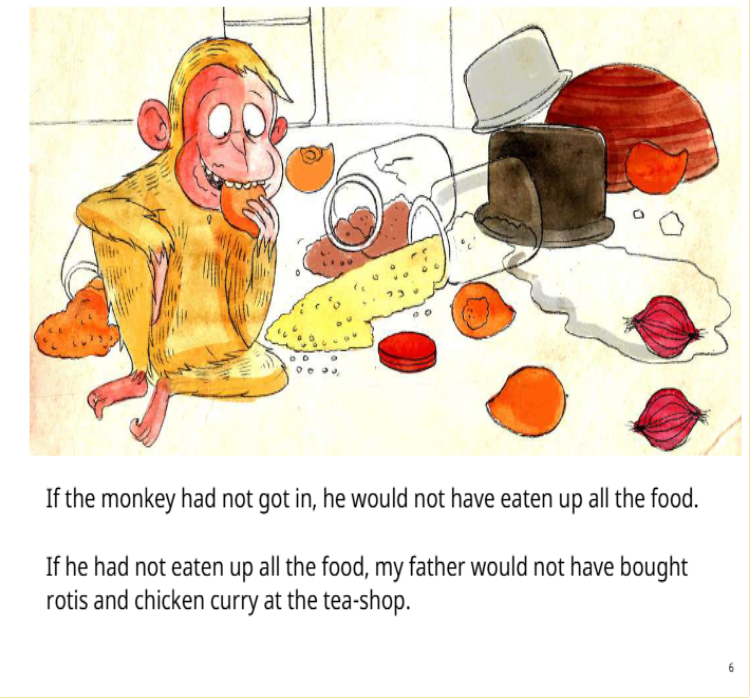 If the monkey had not got in, he would not have eaten up all the food.
If he had not eaten up all the food, my father would not have bought
rotis and chicken curry at the tea-shop.
6